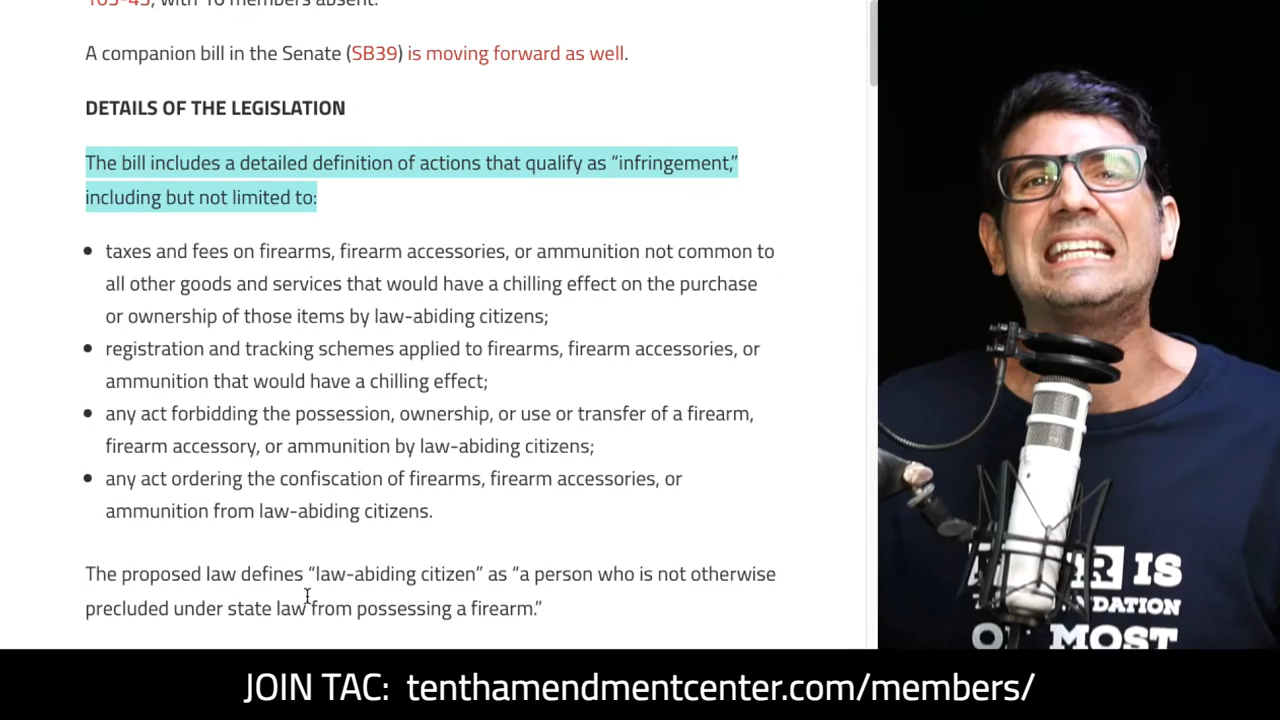 with 10 members absent.
A companion bill in the Senate (SB39) is moving forward as well.
DETAILS OF THE LEGISLATION
The bill includes a detailed definition of actions that qualify as “infringement,”
including but not limited to:
• taxes and fees on firearms, firearm accessories, or ammunition not common to
all other goods and services that would have a chilling effect on the purchase
or ownership of those items by law-abiding citizens;
• registration and tracking schemes applied to firearms, firearm accessories, or
ammunition that would have a chilling effect;
• any act forbidding the possession, ownership, or use or transfer of a firearm,
firearm accessory, or ammunition by law-abiding citizens;
• any act ordering the confiscation of firearms, firearm accessories, or
ammunition from law-abiding citizens.
The proposed law defines “law-abiding citizen” as “a person who is not otherwise
precluded under state law from possessing a firearm.”
IS
MOST
JOIN TAC: tenthamendmentcenter.com/members/